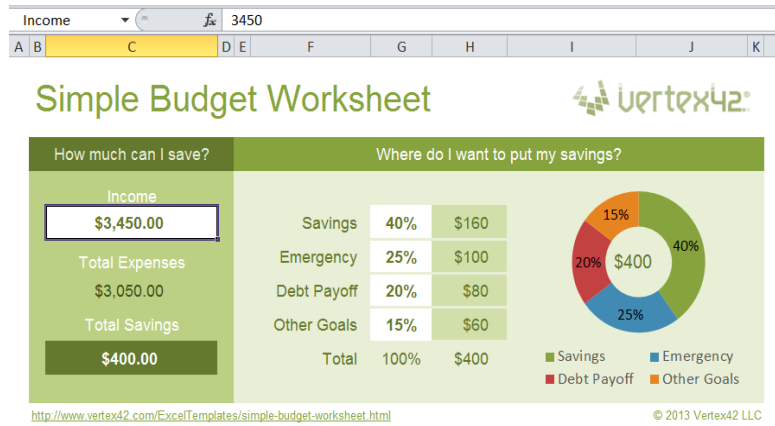 Income fx 3450
A B C D E F G H I J K
Simple Budget Worksheet
vertex42
How much can I save? Where do I want to put my savings?
Income
$3,450.00
Total Expenses
$3,050.00
Total Savings
$400.00
Savings 40% $160
Emergency 25% $100
Debt Payoff 20% $80
Other Goals 15% $60
Total 100% $400
15%
40%
20% $400
25%
Savings Emergency
Debt Payoff Other Goals
http://www.vertex42.com/ExcelTemplates/simple-budget-worksheet.html © 2013 Vertex42 LLC